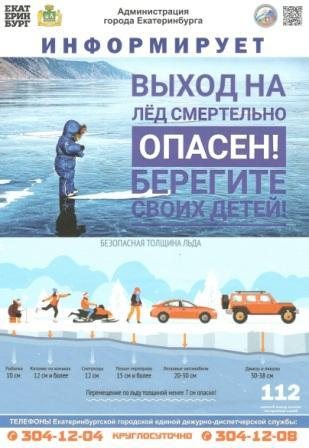 ЕКАТ
ЕРИН
БУРГ
Администрация
города Екатеринбурга
ИНФОРМИРУЕТ
ВЫХОД НА
ЛЁД СМЕРТЕЛЬНО
ОПАСЕН!
БЕРЕГИТЕ
СВОИХ ДЕТЕЙ!
БЕЗОПАСНАЯ ТОЛЩИНА ЛЬДА
Рыбалка
10 см
Катание на коньках
12 см и более
Снегоходы
12 см
Пешие переправы
15 см и более
Легковые автомобили
20-30 см
Джипы и пикапы
30-38 см
Перемещение по льду толщиной менее 7 см опасно!
112
ТЕЛЕФОНЫ Екатеринбургской городской единой дежурно-диспетчерской службы:
304-12-04 КРУГЛОСУТОЧНО 304-12-08